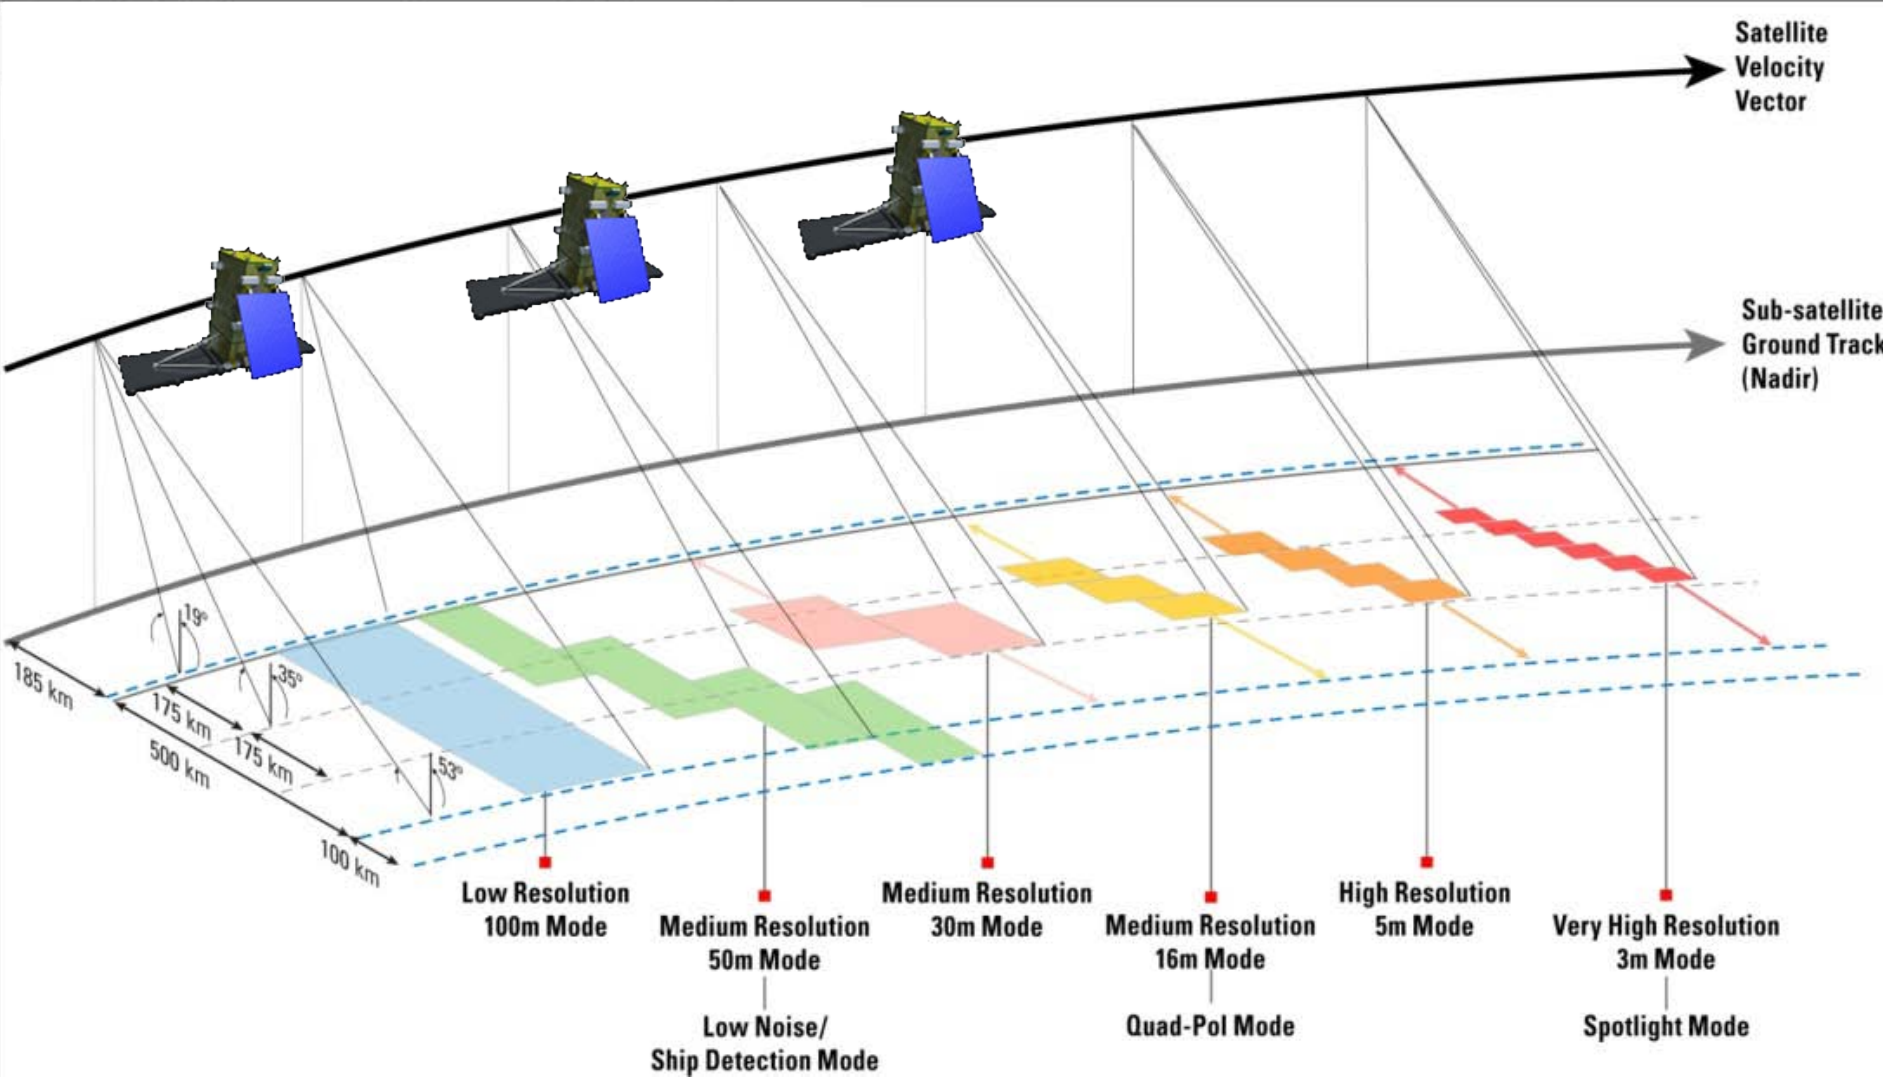 Satellite
Velocity
Vector
Sub-satellite
Ground Track
(Nadir)
19°
35°
53°
185 km
175 km
175 km
500 km
100 km
Low Resolution
100m Mode
Medium Resolution
50m Mode
Low Noise/
Ship Detection Mode
Medium Resolution
30m Mode
Medium Resolution
16m Mode
Quad-Pol Mode
High Resolution
5m Mode
Very High Resolution
3m Mode
Spotlight Mode